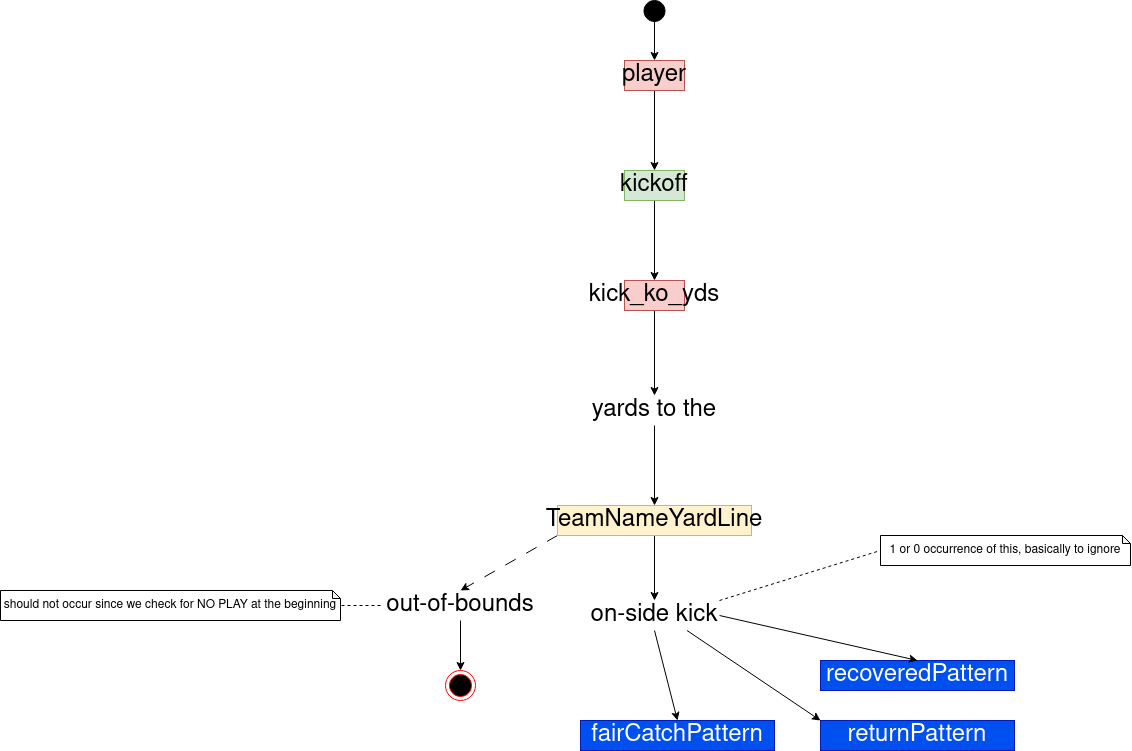 player
kickoff
kick_ko_yds
yards to the
TeamNameYardLine
1 or 0 occurrence of this, basically to ignore
should not occur since we check for NO PLAY at the beginning
out-of-bounds
on-side kick
recoveredPattern
fairCatchPattern
returnPattern